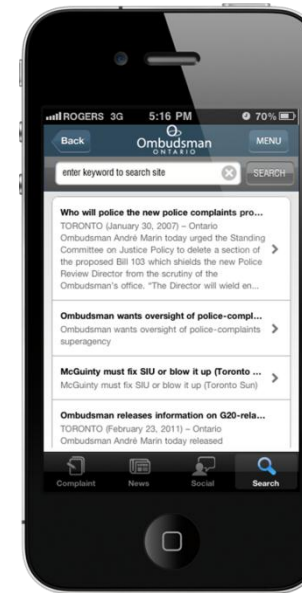 ROGERS 3G 5:16 PM 70%
Back Ombudsman MENU
ONTARIO
enter keyword to search site SEARCH
Who will police the new police complaints pro...
TORONTO (January 30, 2007) – Ontario
Ombudsman André Marin today urged the Standing
Committee on Justice Policy to delete a section of
the proposed Bill 103 which shields the new Police
Review Director from the scrutiny of the
Ombudsman's office. "The Director will wield en...
Ombudsman wants oversight of police-compl...
Ombudsman wants oversight of police-complaints
superagency
McGuinty must fix SIU or blow it up (Toronto ...
McGuinty must fix SIU or blow it up (Toronto Sun)
Ombudsman releases information on G20-rela...
TORONTO (February 23, 2011) – Ontario
Ombudsman André Marin today released
Complaint News Social Search